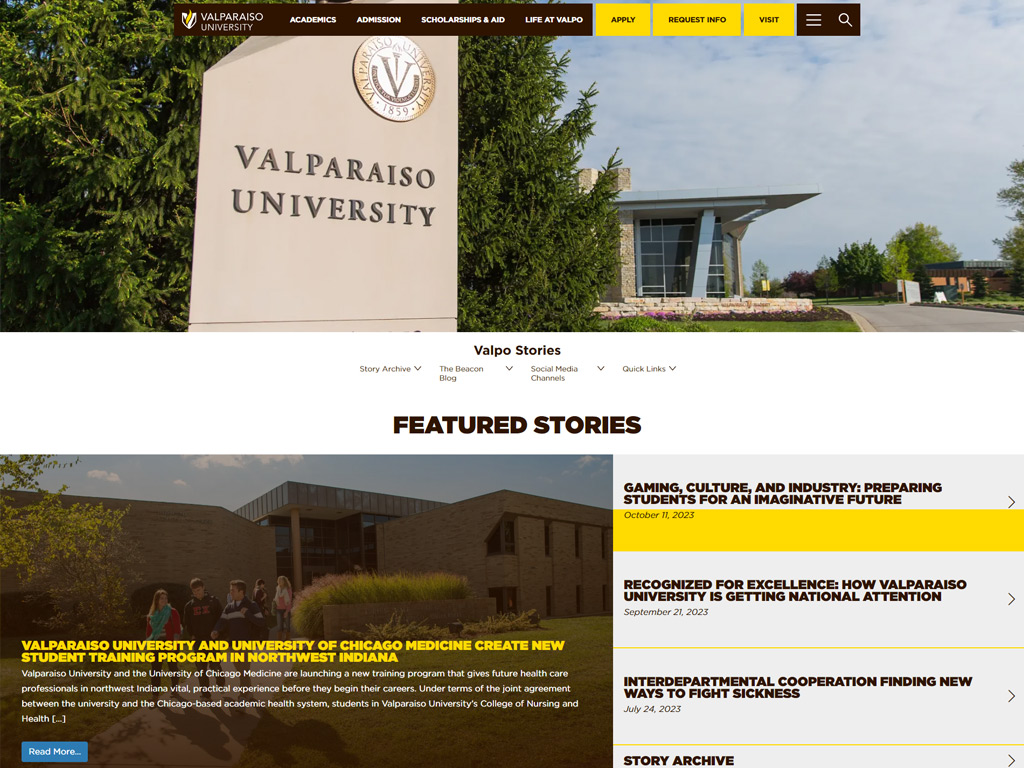 VALPARAISO
UNIVERSITY
ACADEMICS ADMISSION SCHOLARSHIPS & AID LIFE AT VALPO APPLY REQUEST INFO VISIT
VALPARAISO UNIVERSITY
1859
VALPARAISO
UNIVERSITY
Valpo Stories
Story Archive The Beacon Blog Social Media Channels Quick Links
FEATURED STORIES
VALPARAISO UNIVERSITY AND UNIVERSITY OF CHICAGO MEDICINE CREATE NEW
STUDENT TRAINING PROGRAM IN NORTHWEST INDIANA
Valparaiso University and the University of Chicago Medicine are launching a new training program that gives future health care
professionals in northwest Indiana vital, practical experience before they begin their careers. Under terms of the joint agreement
between the university and the Chicago-based academic health system, students in Valparaiso University's College of Nursing and
Health [...]
Read More...
GAMING, CULTURE, AND INDUSTRY: PREPARING
STUDENTS FOR AN IMAGINATIVE FUTURE
October 11, 2023
RECOGNIZED FOR EXCELLENCE: HOW VALPARAISO
UNIVERSITY IS GETTING NATIONAL ATTENTION
September 21, 2023
INTERDEPARTMENTAL COOPERATION FINDING NEW
WAYS TO FIGHT SICKNESS
July 24, 2023
STORY ARCHIVE